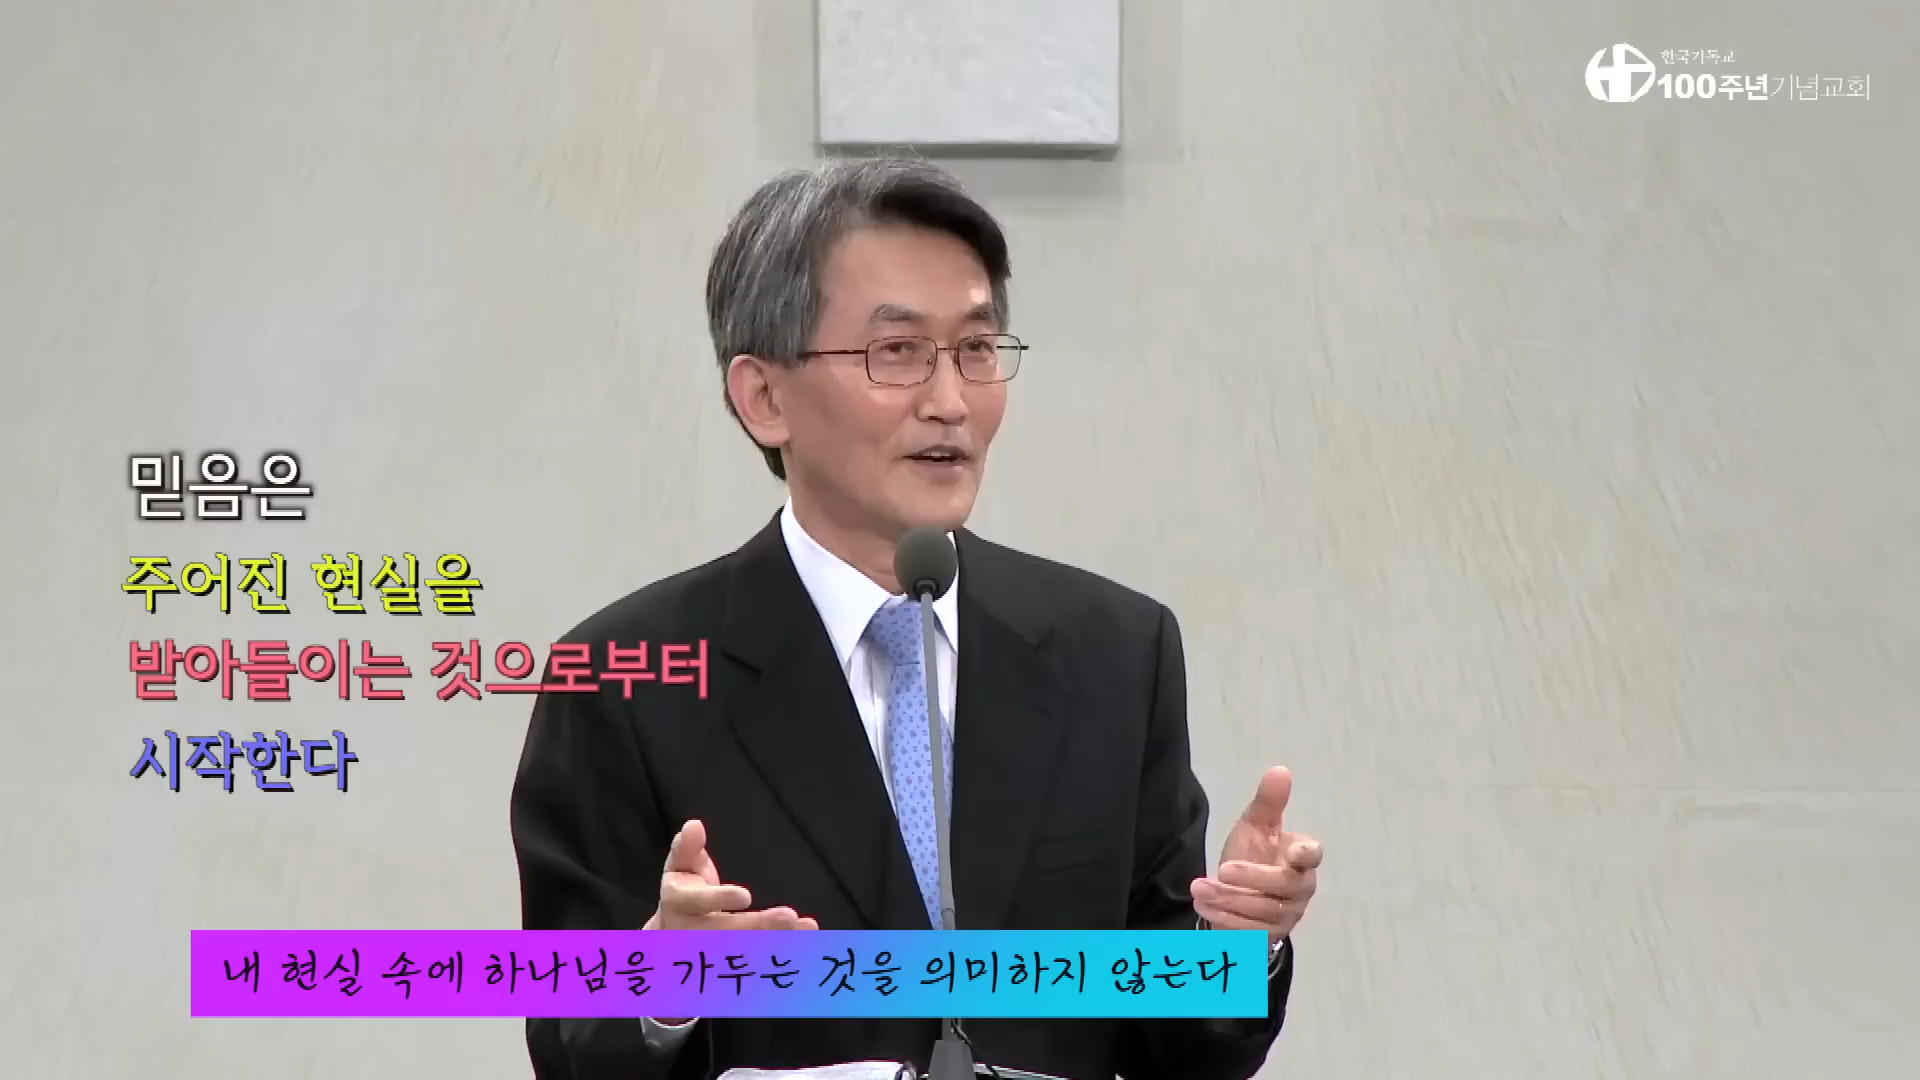 한국기독교
100주년기념교회
믿음은
주어진 현실을
받아들이는 것으로부터
시작한다
내 현실 속에 하나님을 가두는 것을 의미하지 않는다